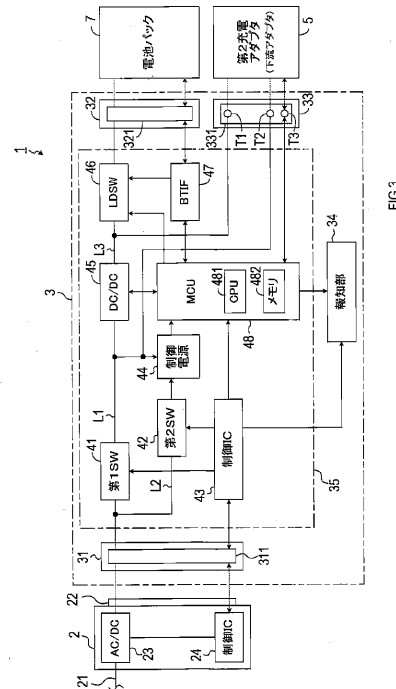 FIG.3
1
3
7
電池パック
5
第2充電
アダプタ
(下流アダプタ)
32
321
331
T1
T2
T3
33
46
LDSW
BTIF
47
L3
45
DC/DC
MCU
481
CPU
482
メモリ
48
34
報知部
L1
44
制御
電源
41
第1SW
42
第2SW
L2
43
制御IC
35
31
311
22
2
AC/DC
23
21
24
制御IC